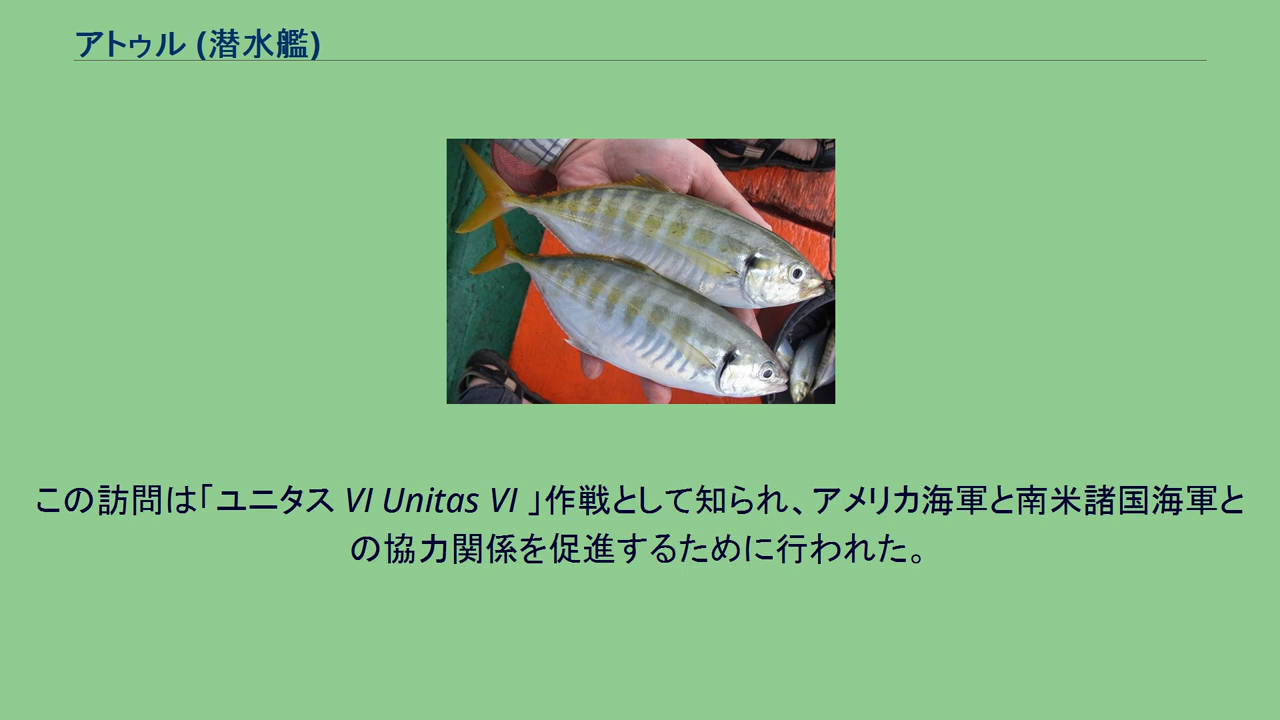 アトゥル (潜水艦)
この訪問は「ユニタス VI Unitas VI 」作戦として知られ、アメリカ海軍と南米諸国海軍と
の協力関係を促進するために行われた。